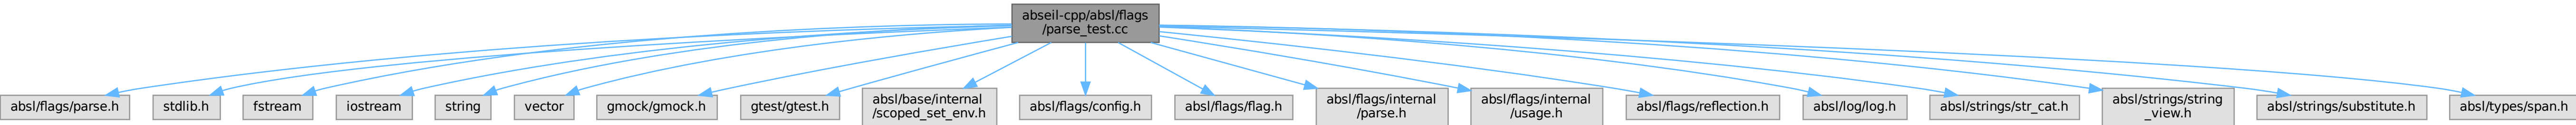 abseil-cpp/absl/flags
/parse_test.cc
absl/flags/parse.h
stdlib.h
fstream
iostream
string
vector
gmock/gmock.h
gtest/gtest.h
absl/base/internal
/scoped_set_env.h
absl/flags/config.h
absl/flags/flag.h
absl/flags/internal
/parse.h
absl/flags/internal
/usage.h
absl/flags/reflection.h
absl/log/log.h
absl/strings/str_cat.h
absl/strings/string
_view.h
absl/strings/substitute.h
absl/types/span.h